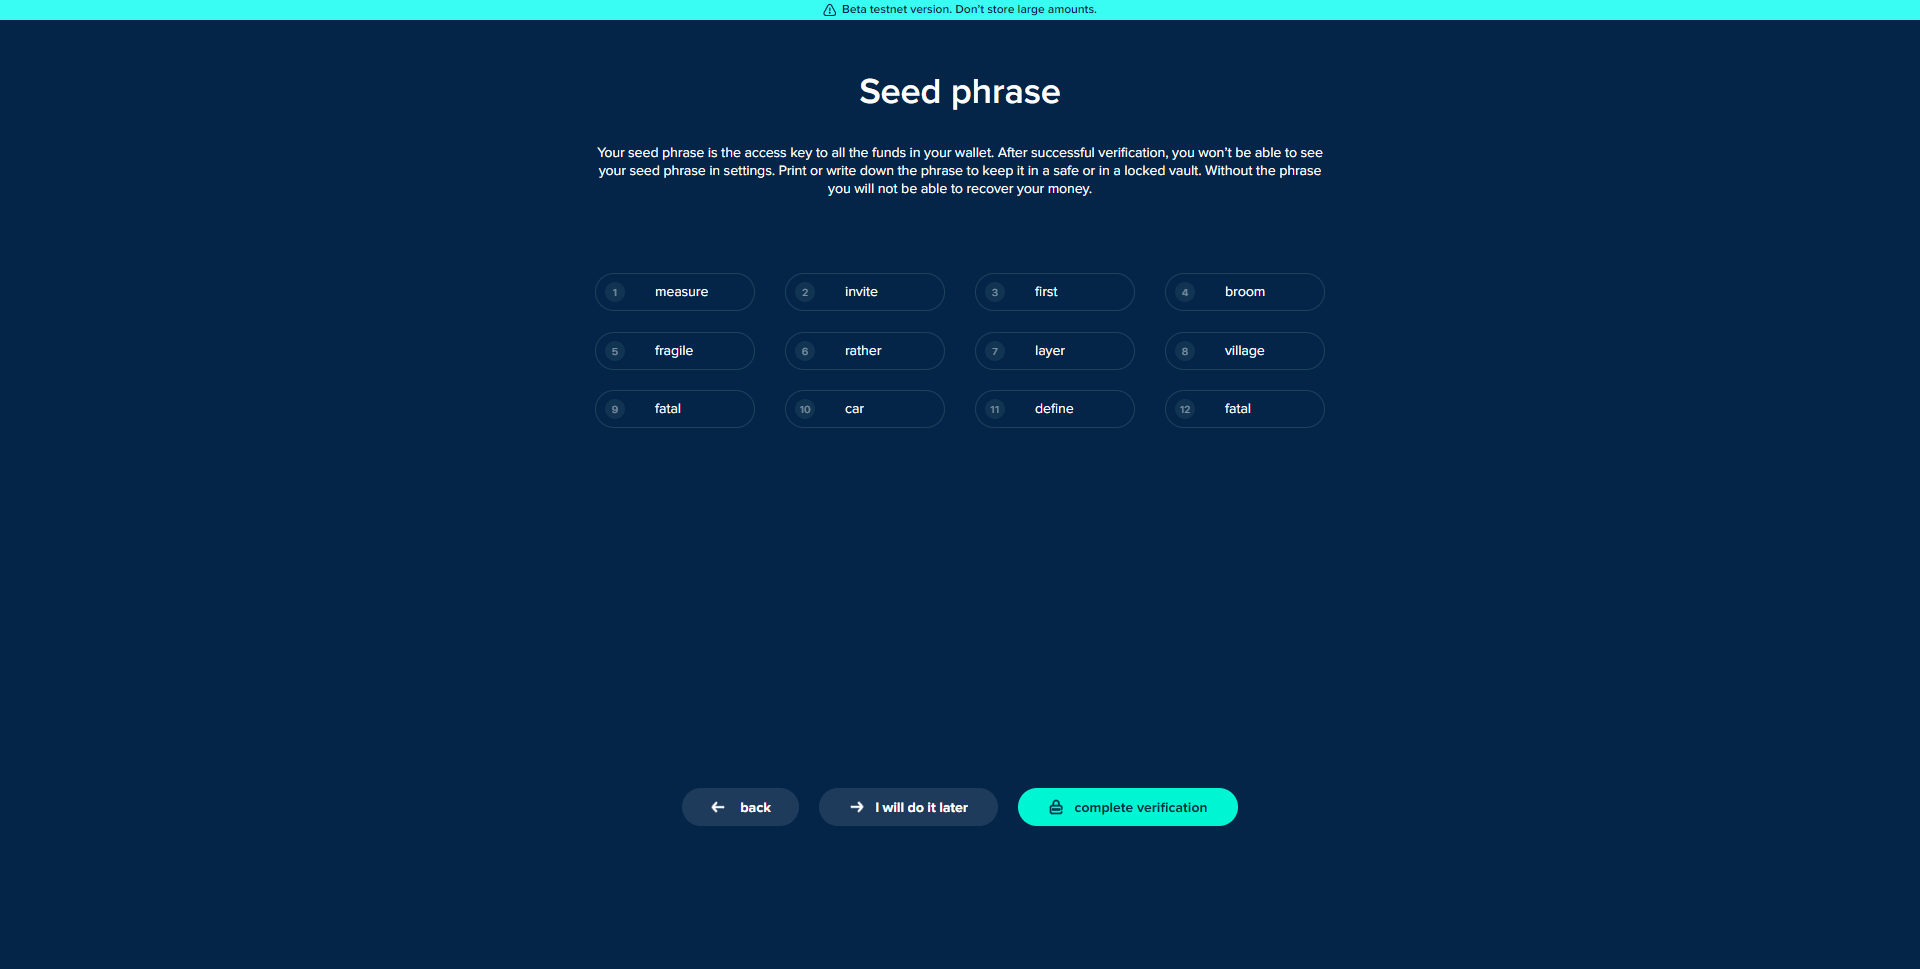 Beta testnet version. Don't store large amounts.
Seed phrase
Your seed phrase is the access key to all the funds in your wallet. After successful verification, you won't be able to see
your seed phrase in settings. Print or write down the phrase to keep it in a safe or in a locked vault. Without the phrase
you will not be able to recover your money.
1 measure 2 invite 3 first 4 broom
5 fragile 6 rather 7 layer 8 village
9 fatal 10 car 11 define 12 fatal
back I will do it later complete verification